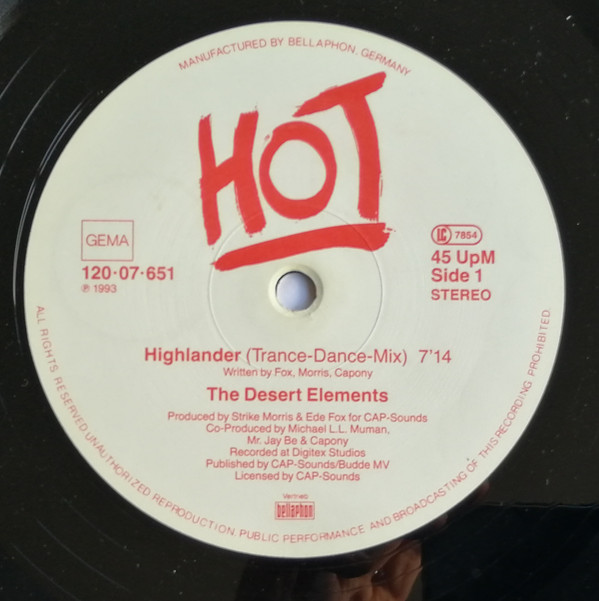 MANUFACTURED BY BELLAPHON, GERMANY
HOT
GEMA
120·07·651
℗ 1993
LC 7854
45 UpM
Side 1
STEREO
Highlander (Trance-Dance-Mix) 7'14
Written by Fox, Morris, Capony
The Desert Elements
Produced by Strike Morris & Ede Fox for CAP-Sounds
Co-Produced by Michael L.L. Muman,
Mr. Jay Be & Capony
Recorded at Digitex Studios
Published by CAP-Sounds/Budde MV
Licensed by CAP-Sounds
Vertrieb
bellaphon
ALL RIGHTS RESERVED. UNAUTHORIZED REPRODUCTION, PUBLIC PERFORMANCE AND BROADCASTING OF THIS RECORDING PROHIBITED.